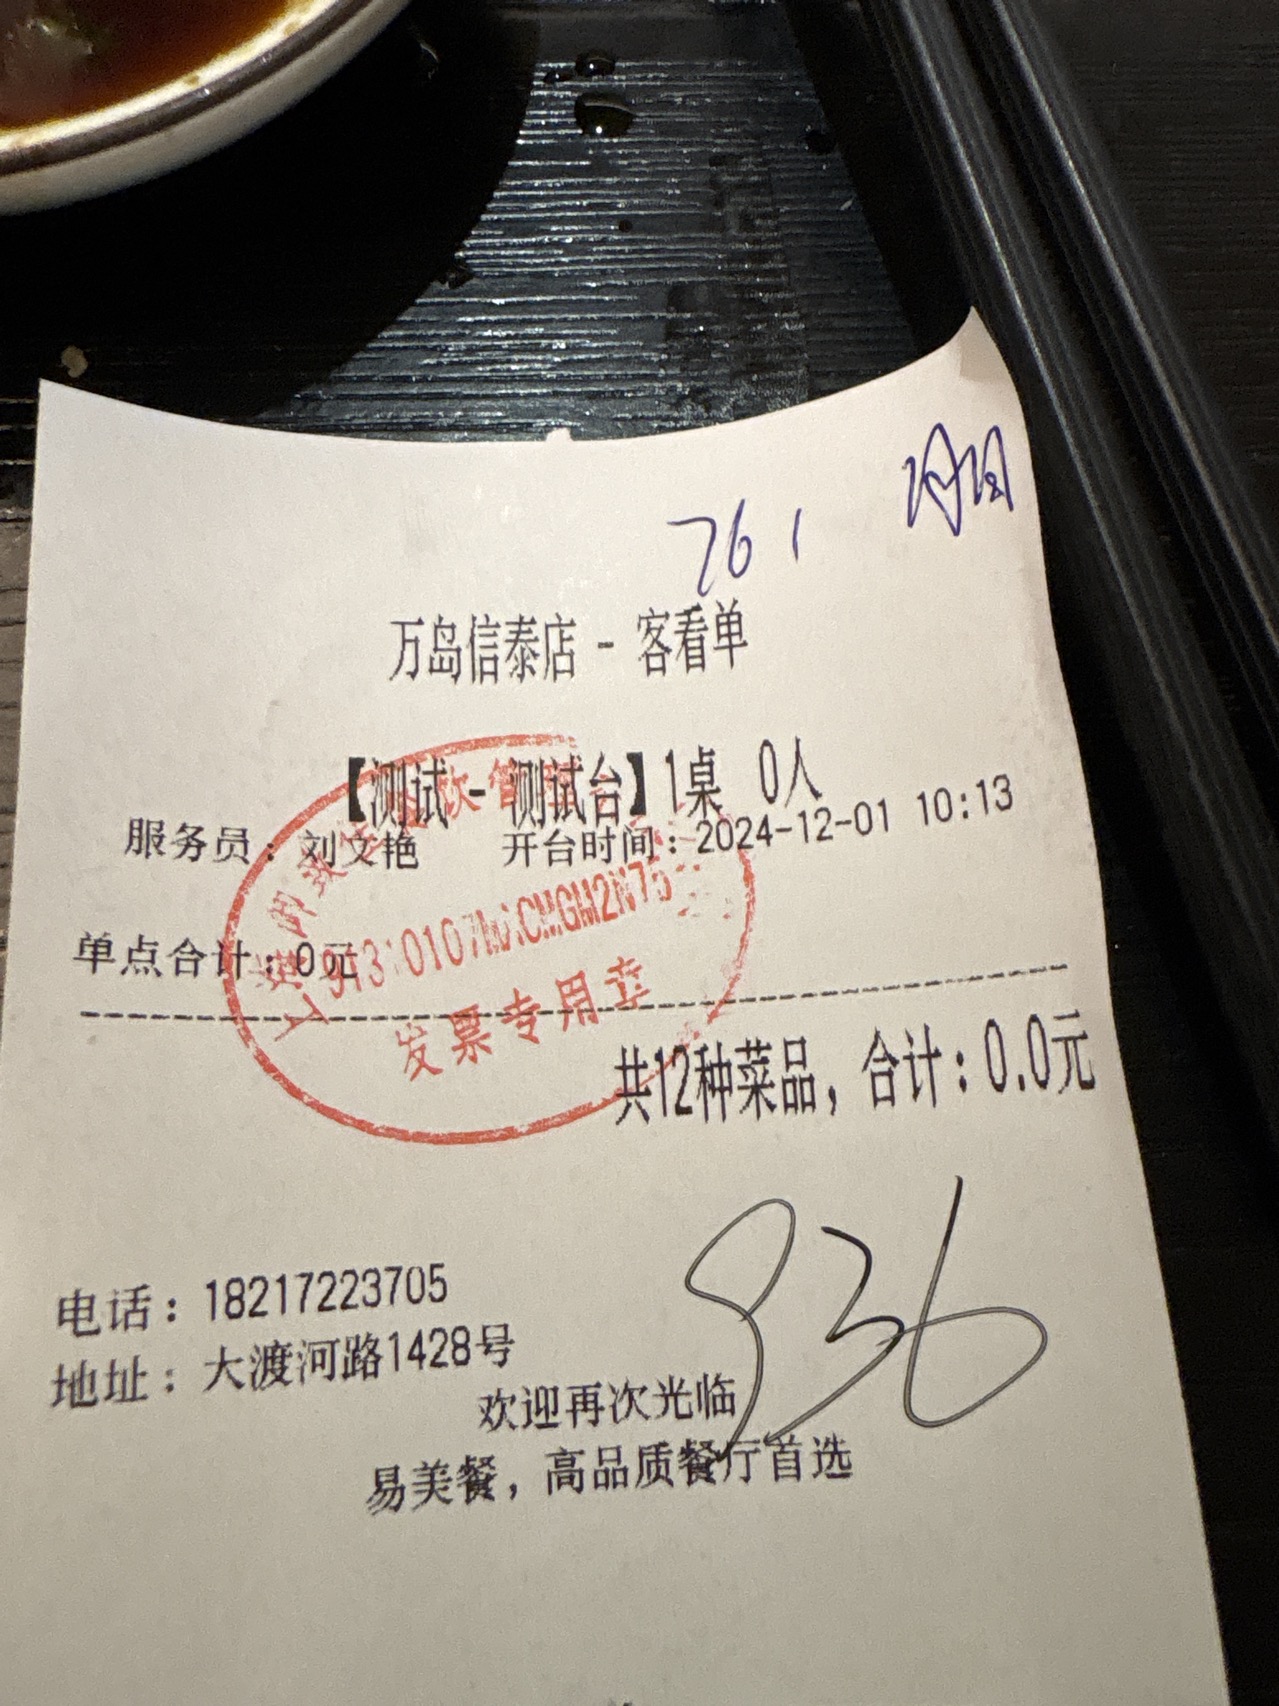 761
万岛信泰店 - 客看单
【测试 - 测试台】1桌 0人
服务员：刘文艳 开台时间：2024-12-01 10:13
单点合计：0元
发票专用章
共12种菜品，合计：0.0元
936
电话：18217223705
地址：大渡河路1428号
欢迎再次光临
易美餐，高品质餐厅首选